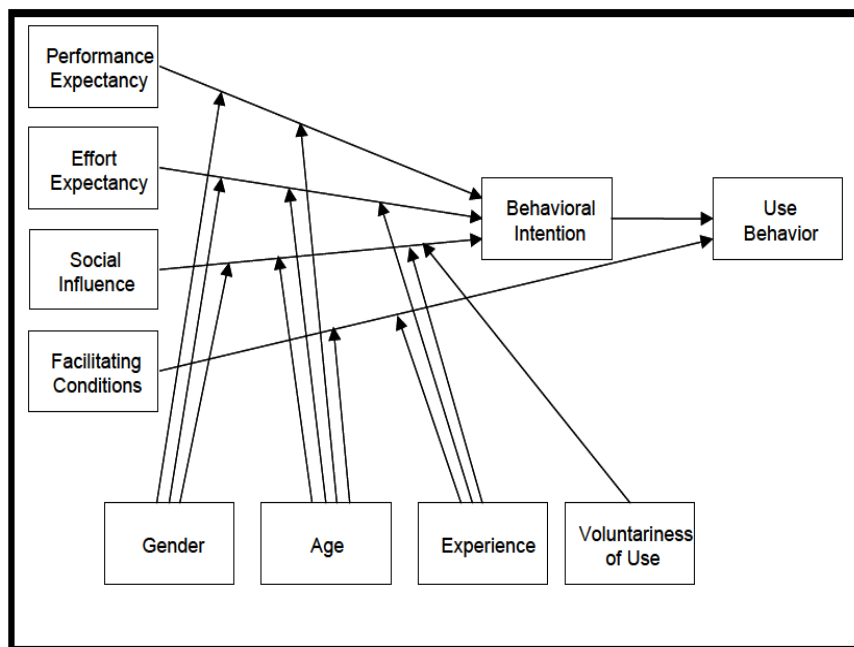 Performance
Expectancy
Effort
Expectancy
Social
Influence
Facilitating
Conditions
Behavioral
Intention
Use
Behavior
Gender
Age
Experience
Voluntariness
of Use